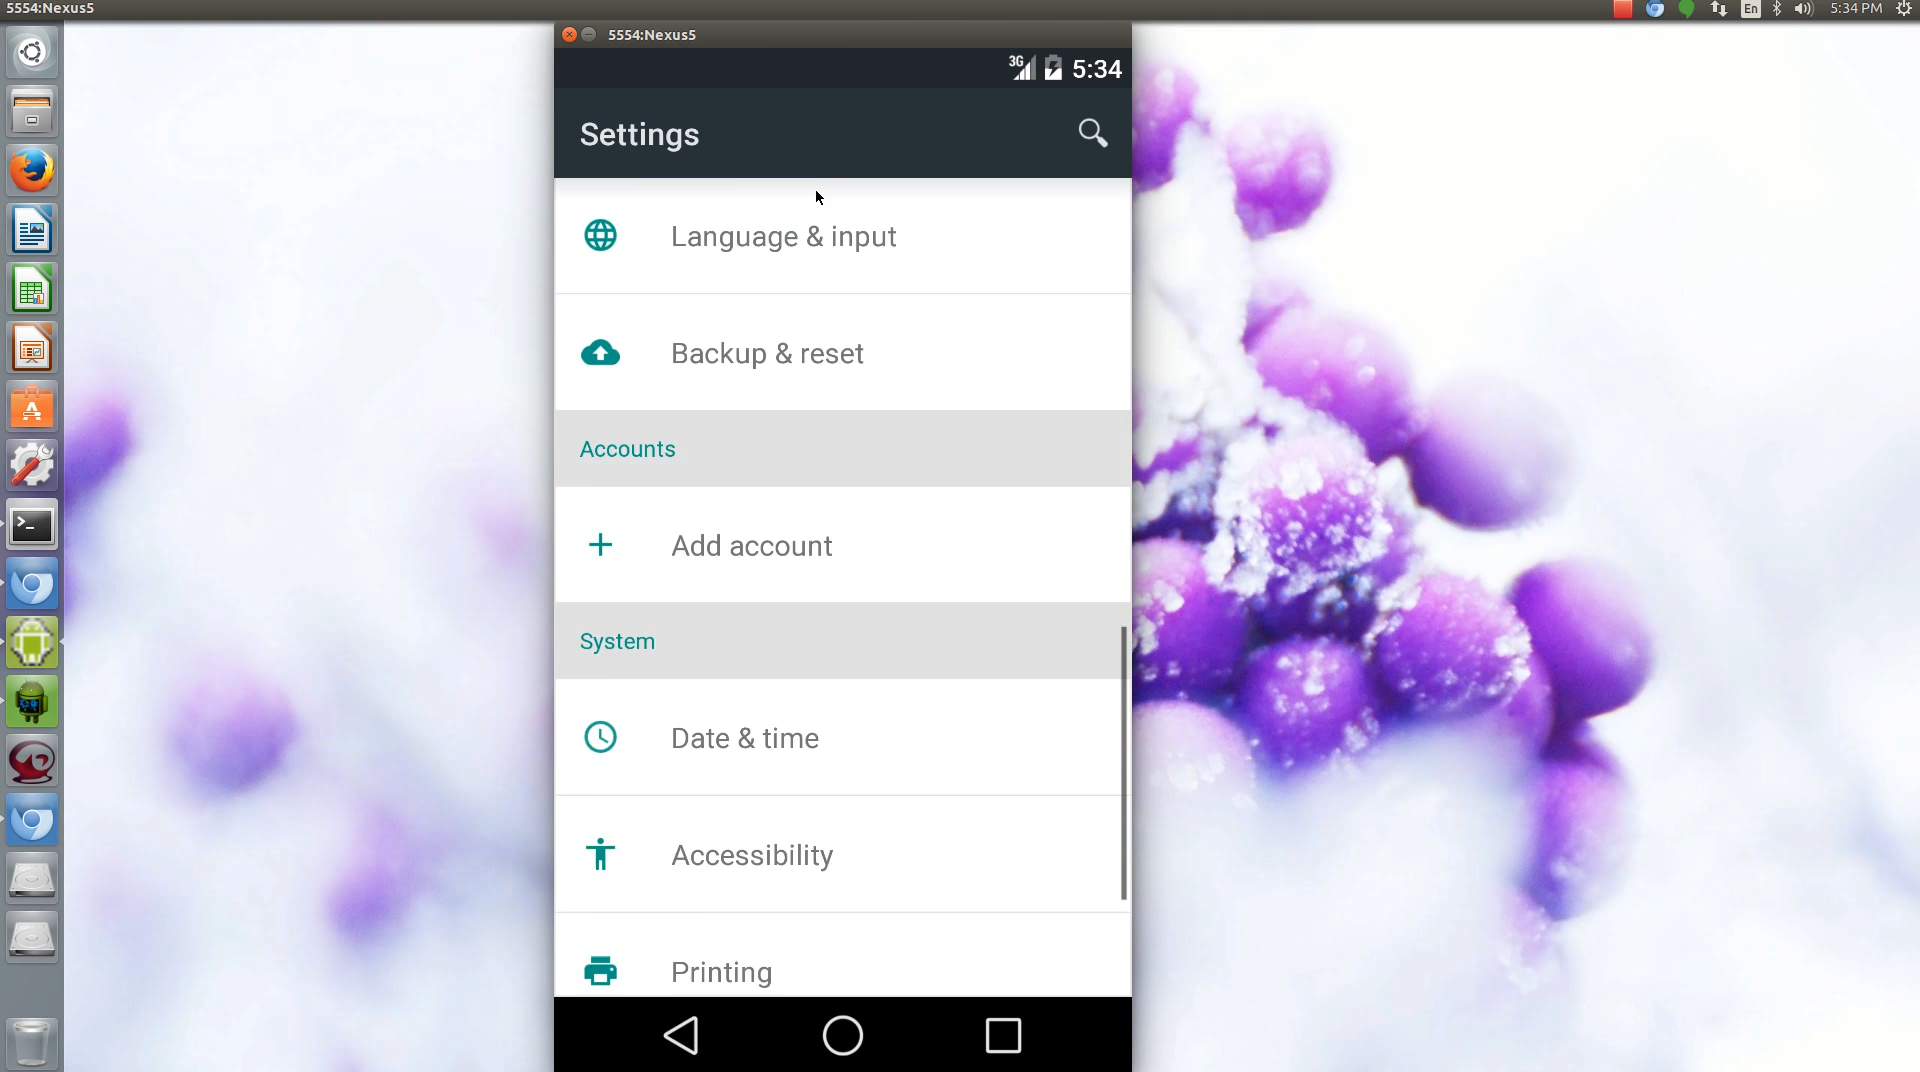 5554:Nexus5
En
5:34 PM
5554:Nexus5
3G
5:34
Settings
Language & input
Backup & reset
Accounts
Add account
System
Date & time
Accessibility
Printing